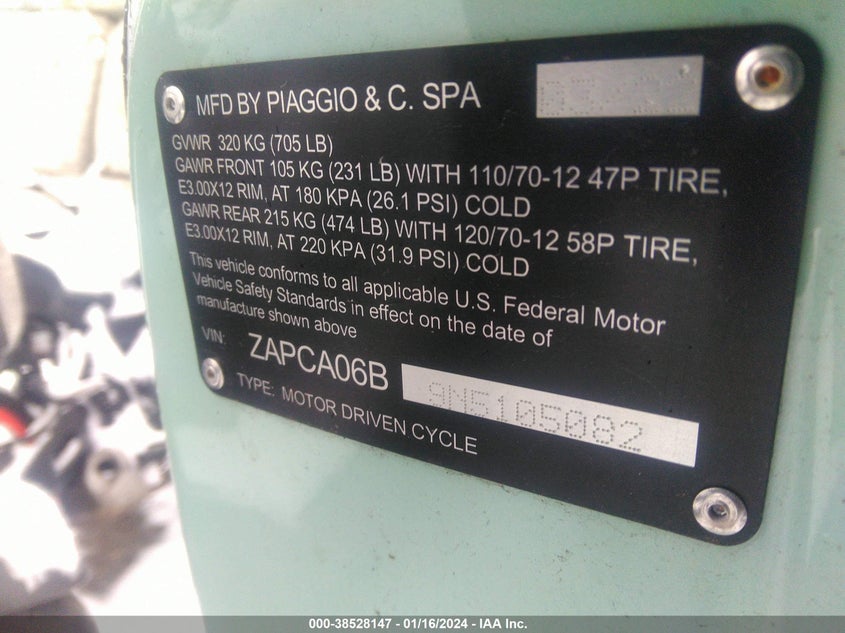 MFD BY PIAGGIO & C. SPA
GVWR 320 KG (705 LB)
GAWR FRONT 105 KG (231 LB) WITH 110/70-12 47P TIRE,
E3.00X12 RIM, AT 180 KPA (26.1 PSI) COLD
GAWR REAR 215 KG (474 LB) WITH 120/70-12 58P TIRE,
E3.00X12 RIM, AT 220 KPA (31.9 PSI) COLD
This vehicle conforms to all applicable U.S. Federal Motor
Vehicle Safety Standards in effect on the date of
manufacture shown above
VIN: ZAPCA06B 9N5105082
TYPE: MOTOR DRIVEN CYCLE
000-38528147 - 01/16/2024 - IAA Inc.